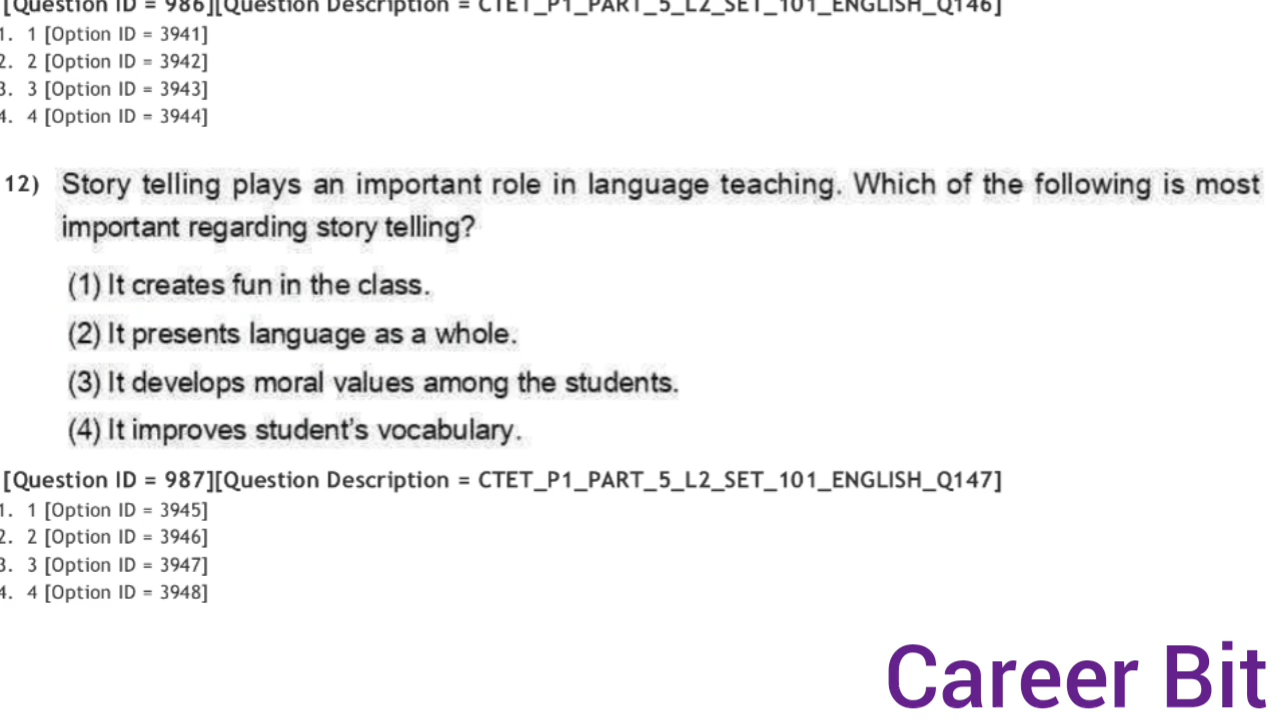 [Question ID = 986][Question Description = CTET_P1_PART_5_L2_SET_101_ENGLISH_Q146]
1. 1 [Option ID = 3941]
2. 2 [Option ID = 3942]
3. 3 [Option ID = 3943]
4. 4 [Option ID = 3944]
12) Story telling plays an important role in language teaching. Which of the following is most
important regarding story telling?
(1) It creates fun in the class.
(2) It presents language as a whole.
(3) It develops moral values among the students.
(4) It improves student's vocabulary.
[Question ID = 987][Question Description = CTET_P1_PART_5_L2_SET_101_ENGLISH_Q147]
1. 1 [Option ID = 3945]
2. 2 [Option ID = 3946]
3. 3 [Option ID = 3947]
4. 4 [Option ID = 3948]
Career Bit